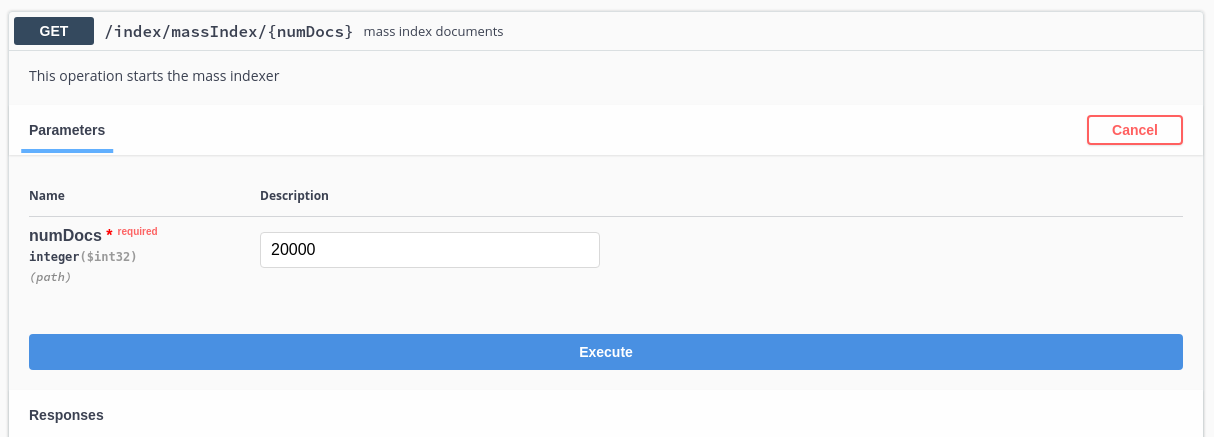 GET /index/massIndex/{numDocs} mass index documents
This operation starts the mass indexer
Parameters Cancel
Name Description
numDocs * required
integer($int32)
(path)
20000
Execute
Responses